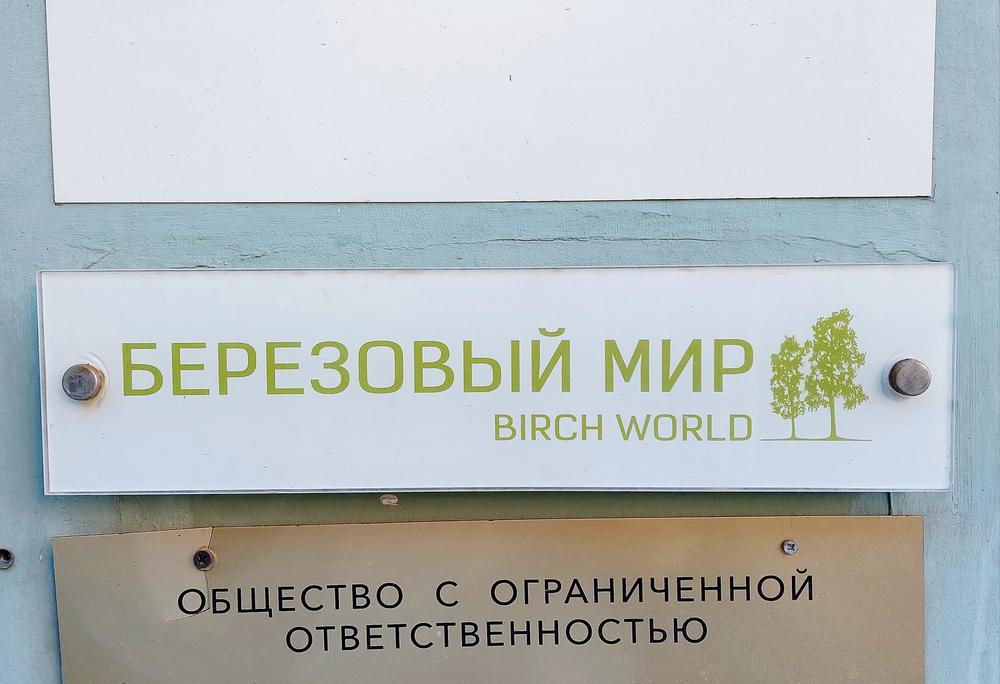 БЕРЕЗОВЫЙ МИР
BIRCH WORLD
ОБЩЕСТВО С ОГРАНИЧЕННОЙ
ОТВЕТСТВЕННОСТЬЮ